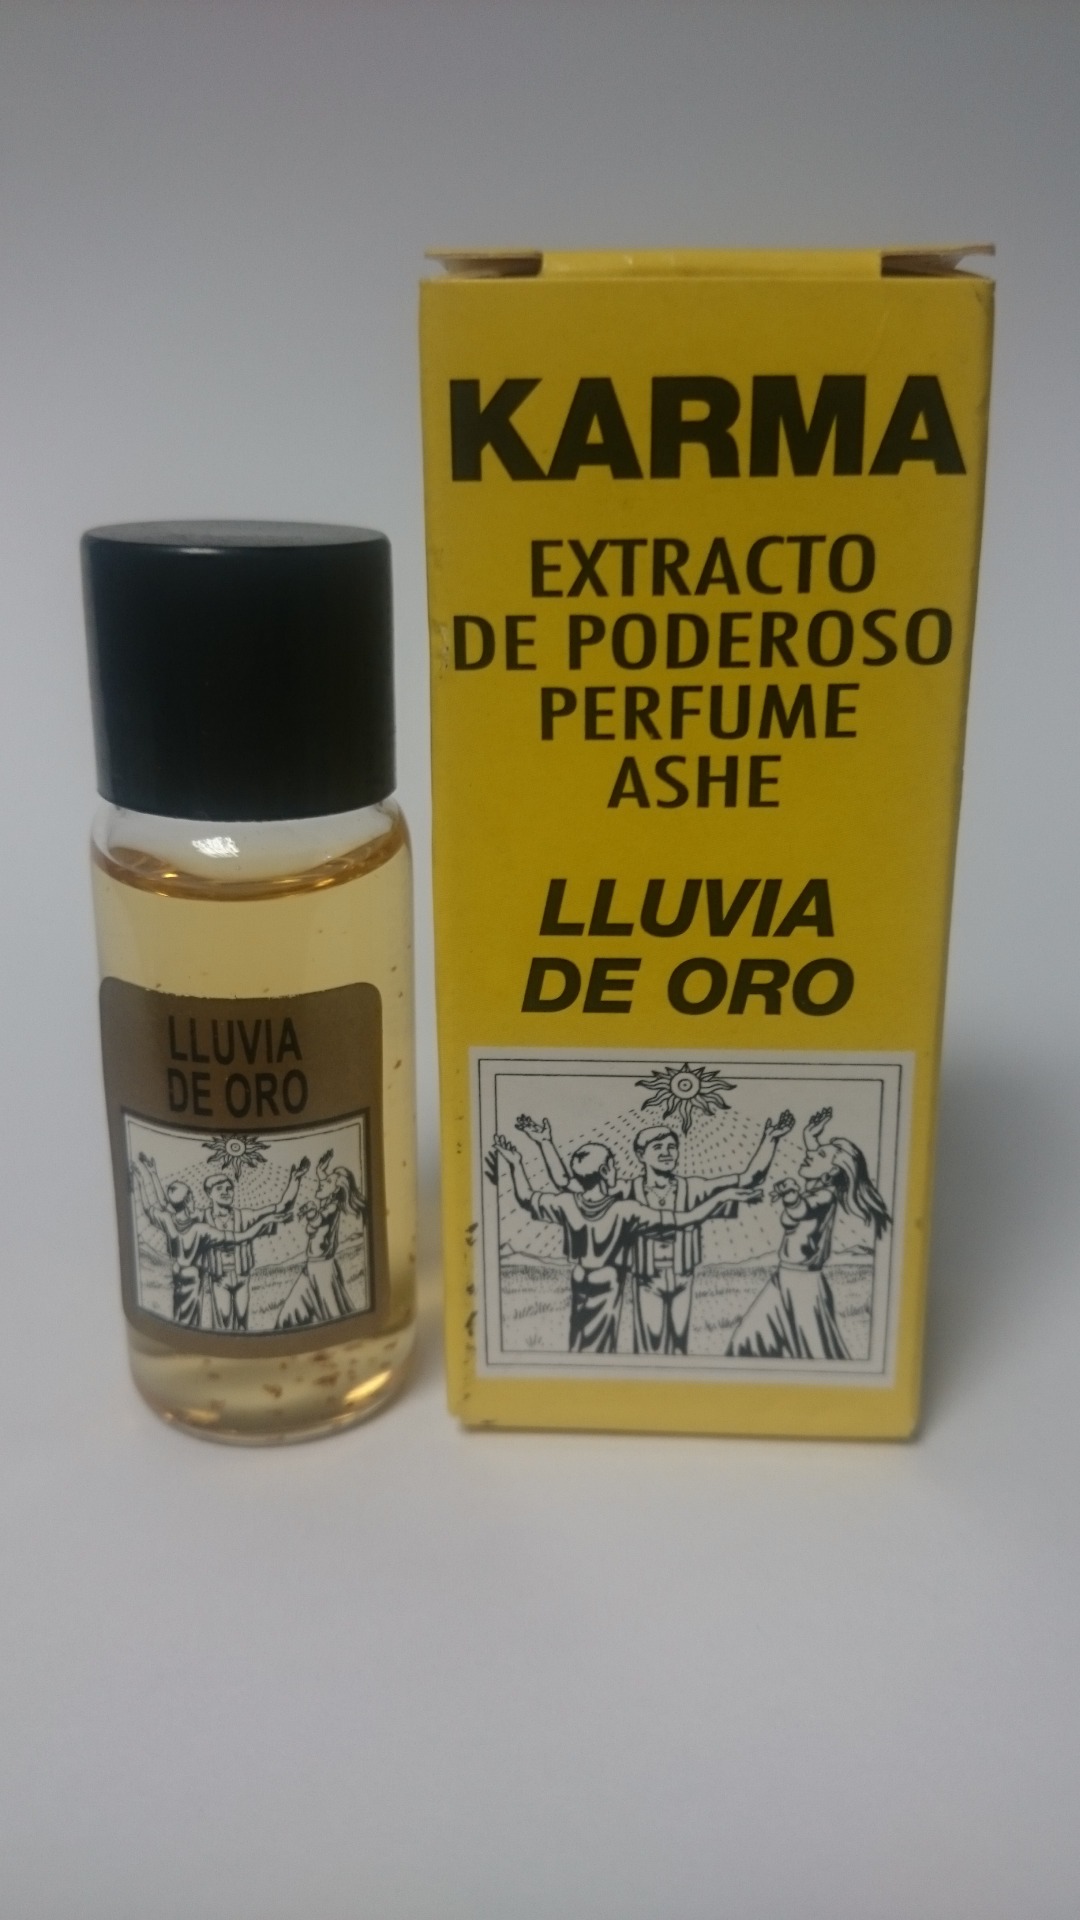 KARMA
EXTRACTO
DE PODEROSO
PERFUME
ASHE
LLUVIA
DE ORO
LLUVIA
DE ORO